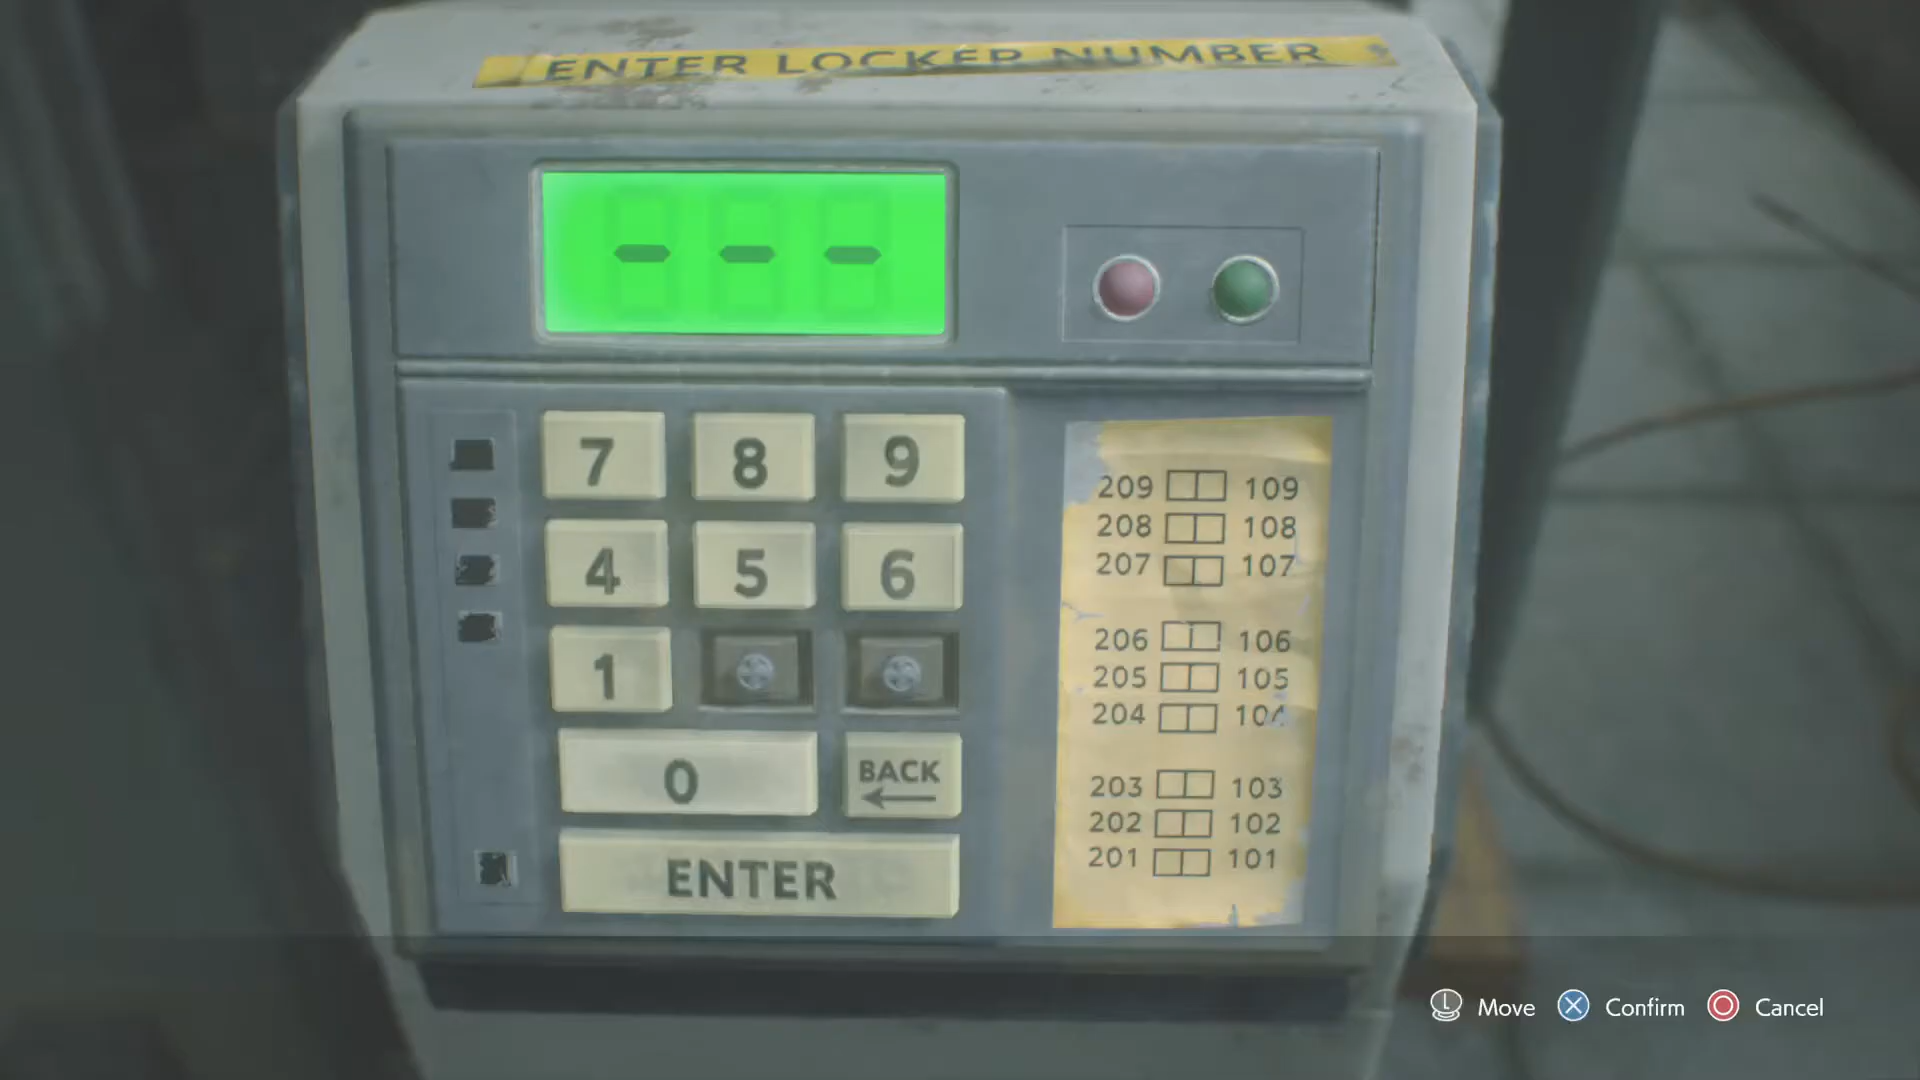 ENTER LOCKED NUMBER
7 8 9
4 5 6
1
0 BACK
ENTER
209 109
208 108
207 107
206 106
205 105
204 104
203 103
202 102
201 101
L Move Confirm Cancel